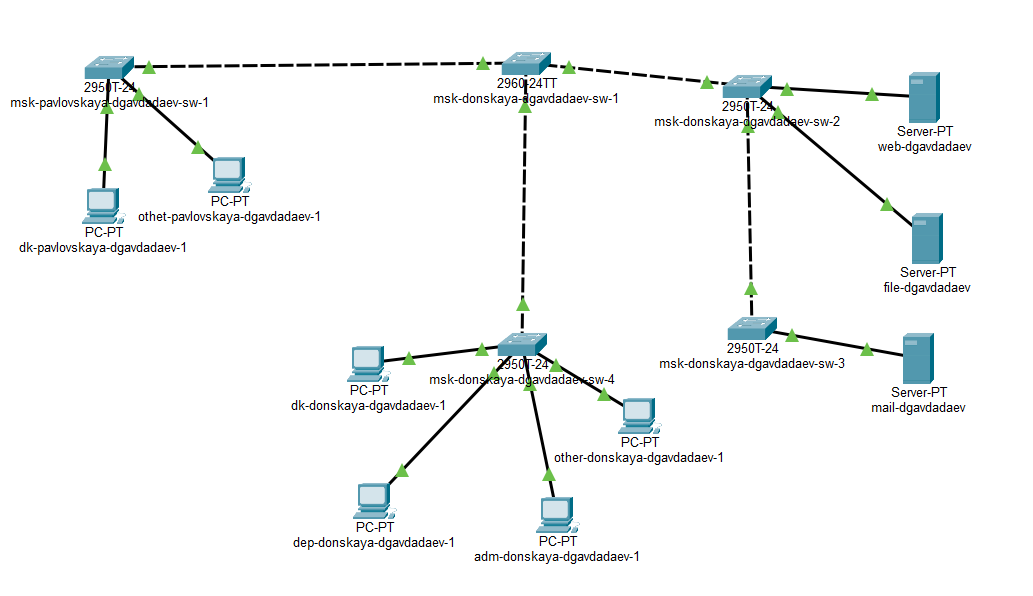 2950T-24
msk-pavlovskaya-dgavdadaev-sw-1
2960-24TT
msk-donskaya-dgavdadaev-sw-1
2950T-24
msk-donskaya-dgavdadaev-sw-2
Server-PT
web-dgavdadaev
PC-PT
othet-pavlovskaya-dgavdadaev-1
PC-PT
dk-pavlovskaya-dgavdadaev-1
Server-PT
file-dgavdadaev
2950T-24
msk-donskaya-dgavdadaev-sw-3
2950T-24
msk-donskaya-dgavdadaev-sw-4
PC-PT
dk-donskaya-dgavdadaev-1
Server-PT
mail-dgavdadaev
PC-PT
other-donskaya-dgavdadaev-1
PC-PT
dep-donskaya-dgavdadaev-1
PC-PT
adm-donskaya-dgavdadaev-1